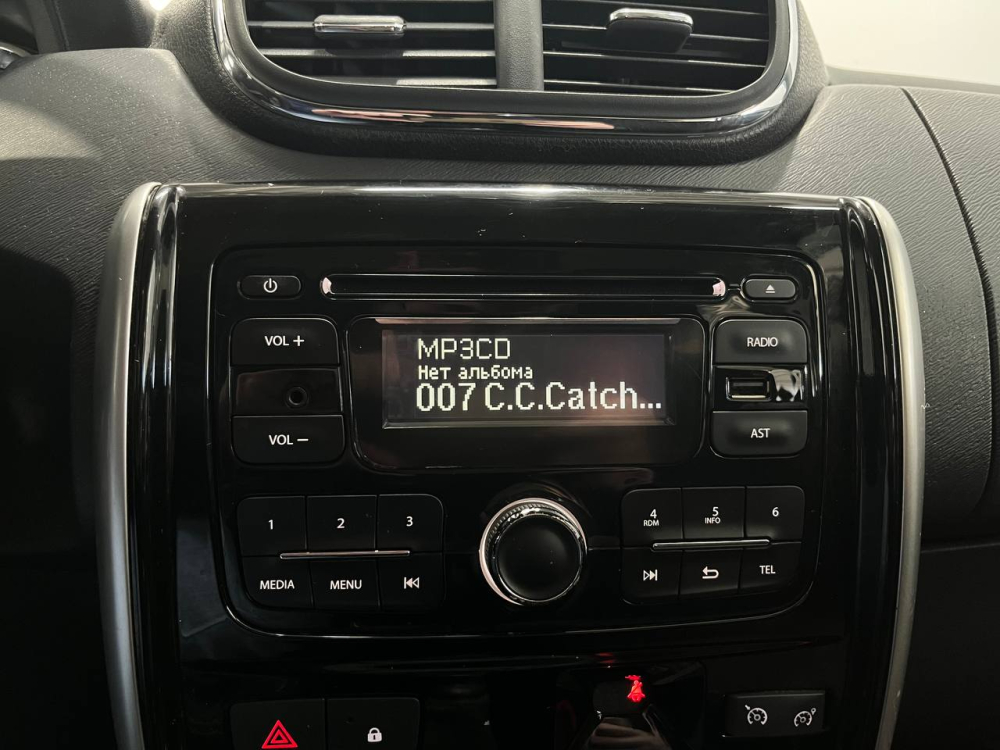 VOL +
RADIO
MP3CD
Нет альбома
007 C.C.Catch...
VOL –
AST
1
2
3
4
RDM
5
INFO
6
MEDIA
MENU
TEL